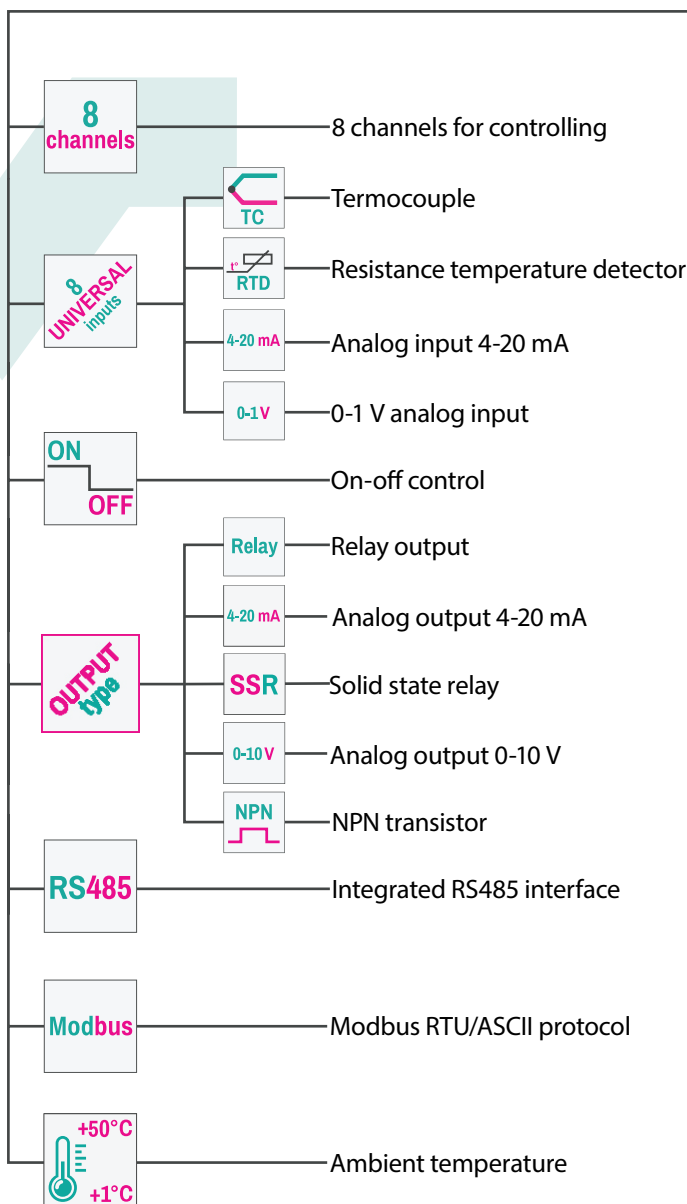 8
channels
8 channels for controlling
TC
Termocouple
8
UNIVERSAL
inputs
t°
RTD
Resistance temperature detector
4-20 mA
Analog input 4-20 mA
0-1 V
0-1 V analog input
ON
OFF
On-off control
Relay
Relay output
4-20 mA
Analog output 4-20 mA
OUTPUT
type
SSR
Solid state relay
0-10 V
Analog output 0-10 V
NPN
NPN transistor
RS485
Integrated RS485 interface
Modbus
Modbus RTU/ASCII protocol
+50°C
+1°C
Ambient temperature